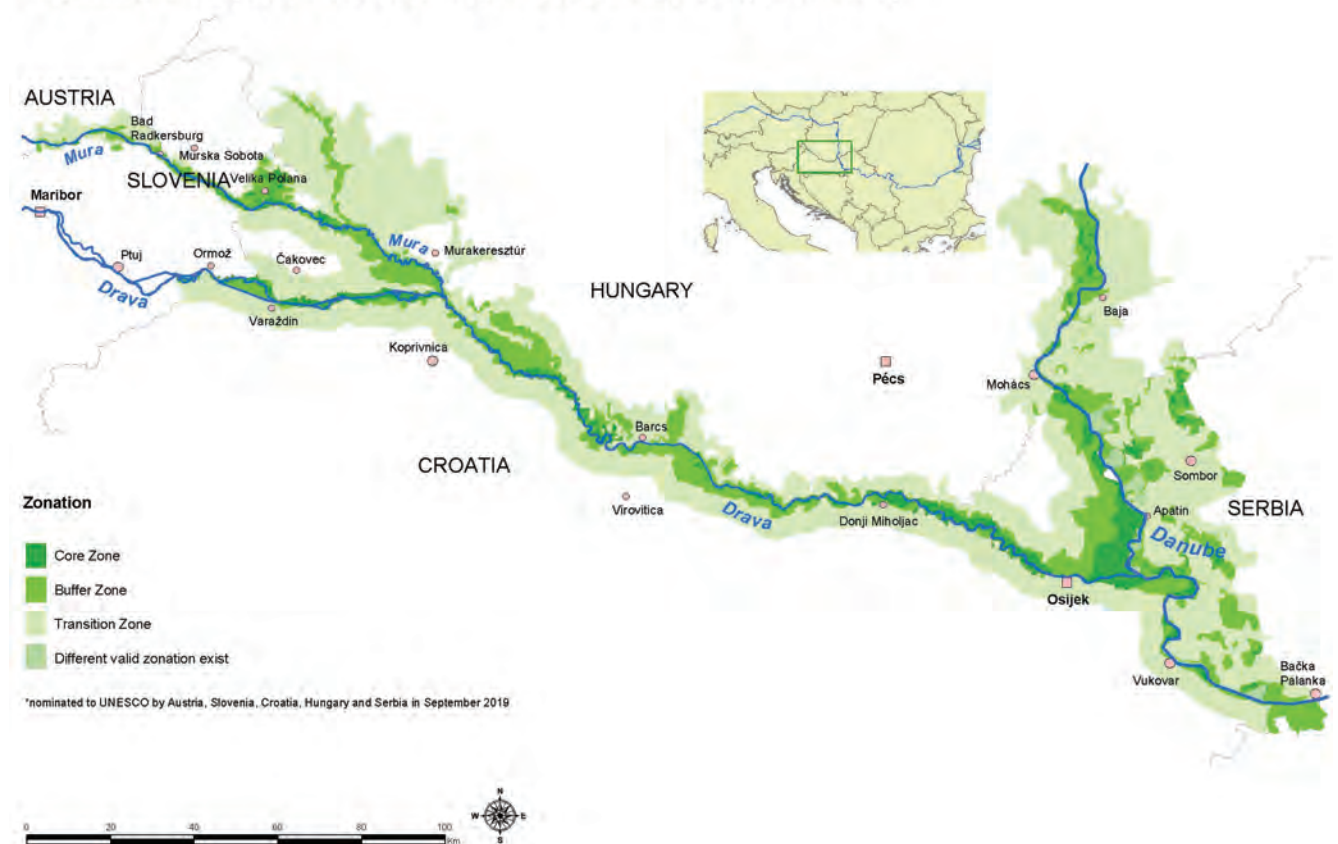 AUSTRIA
Bad
Radkersburg
Mura
Murska Sobota
SLOVENIA
Velika Polana
Maribor
Mura
Murakeresztúr
Ptuj
Ormož
Čakovec
Drava
Varaždin
HUNGARY
Baja
Koprivnica
Pécs
Mohács
Barcs
CROATIA
Sombor
Virovitica
Drava
Donji Miholjac
Apatin
SERBIA
Danube
Osijek
Vukovar
Bačka
Palanka
Zonation
Core Zone
Buffer Zone
Transition Zone
Different valid zonation exist
*nominated to UNESCO by Austria, Slovenia, Croatia, Hungary and Serbia in September 2019
N
W E
S
0 20 40 60 80 100
Km